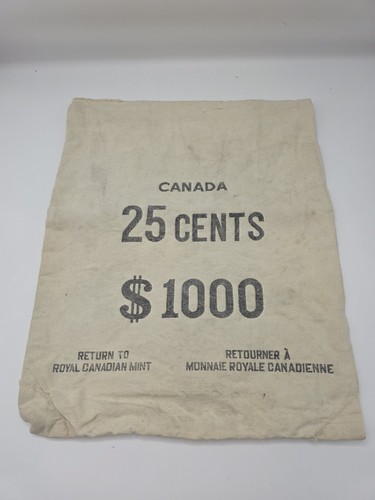 CANADA
25 CENTS
$1000
RETURN TO
ROYAL CANADIAN MINT
RETOURNER À
MONNAIE ROYALE CANADIENNE